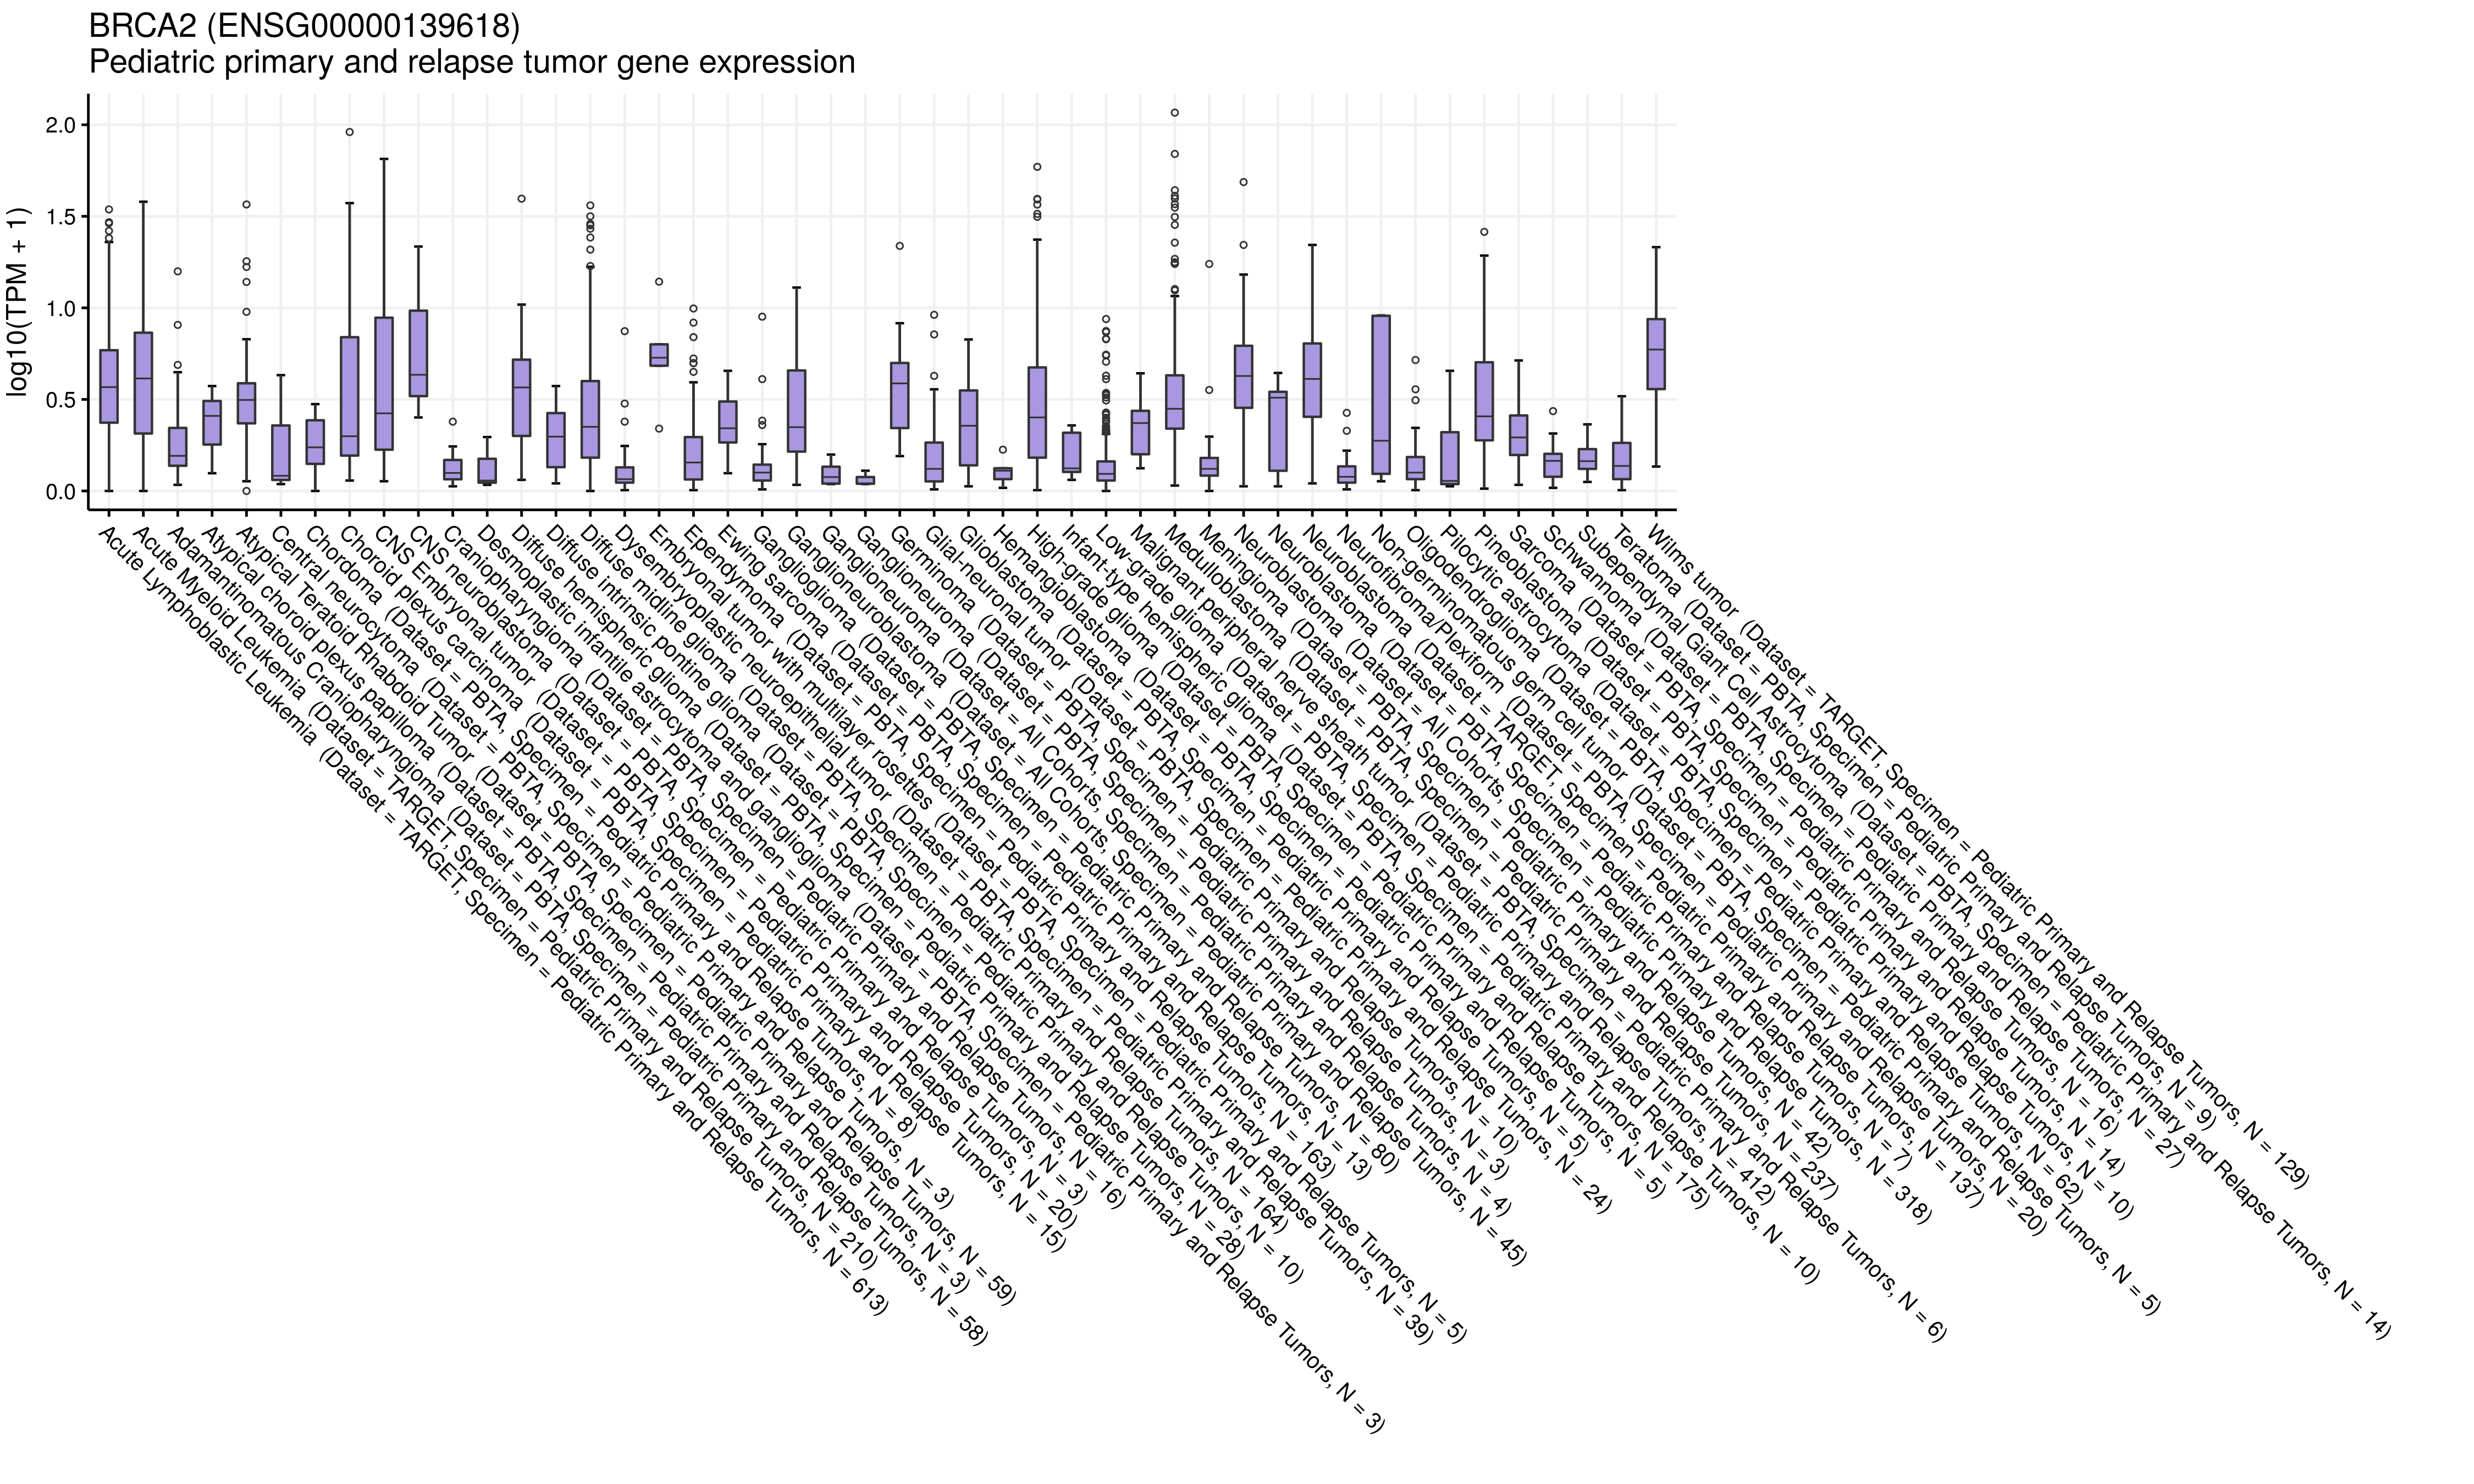 BRCA2 (ENSG00000139618)
Pediatric primary and relapse tumor gene expression
log10(TPM + 1)
2.0
1.5
1.0
0.5
0.0
Acute Lymphoblastic Leukemia (Dataset = TARGET, Specimen = Pediatric Primary and Relapse Tumors, N = 613)
Acute Myeloid Leukemia (Dataset = TARGET, Specimen = Pediatric Primary and Relapse Tumors, N = 210)
Adamantinomatous Craniopharyngioma (Dataset = PBTA, Specimen = Pediatric Primary and Relapse Tumors, N = 58)
Atypical choroid plexus papilloma (Dataset = PBTA, Specimen = Pediatric Primary and Relapse Tumors, N = 3)
Atypical Teratoid Rhabdoid Tumor (Dataset = PBTA, Specimen = Pediatric Primary and Relapse Tumors, N = 59)
Central neurocytoma (Dataset = PBTA, Specimen = Pediatric Primary and Relapse Tumors, N = 3)
Chordoma (Dataset = PBTA, Specimen = Pediatric Primary and Relapse Tumors, N = 8)
Choroid plexus carcinoma (Dataset = PBTA, Specimen = Pediatric Primary and Relapse Tumors, N = 15)
CNS Embryonal tumor (Dataset = PBTA, Specimen = Pediatric Primary and Relapse Tumors, N = 20)
CNS neuroblastoma (Dataset = PBTA, Specimen = Pediatric Primary and Relapse Tumors, N = 3)
Craniopharyngioma (Dataset = PBTA, Specimen = Pediatric Primary and Relapse Tumors, N = 16)
Desmoplastic infantile astrocytoma and ganglioglioma (Dataset = PBTA, Specimen = Pediatric Primary and Relapse Tumors, N = 3)
Diffuse hemispheric glioma (Dataset = PBTA, Specimen = Pediatric Primary and Relapse Tumors, N = 28)
Diffuse intrinsic pontine glioma (Dataset = PBTA, Specimen = Pediatric Primary and Relapse Tumors, N = 10)
Diffuse midline glioma (Dataset = PBTA, Specimen = Pediatric Primary and Relapse Tumors, N = 164)
Dysembryoplastic neuroepithelial tumor (Dataset = PBTA, Specimen = Pediatric Primary and Relapse Tumors, N = 39)
Embryonal tumor with multilayer rosettes (Dataset = PBTA, Specimen = Pediatric Primary and Relapse Tumors, N = 5)
Ependymoma (Dataset = PBTA, Specimen = Pediatric Primary and Relapse Tumors, N = 163)
Ewing sarcoma (Dataset = PBTA, Specimen = Pediatric Primary and Relapse Tumors, N = 13)
Ganglioglioma (Dataset = PBTA, Specimen = Pediatric Primary and Relapse Tumors, N = 80)
Ganglioneuroblastoma (Dataset = All Cohorts, Specimen = Pediatric Primary and Relapse Tumors, N = 45)
Ganglioneuroma (Dataset = All Cohorts, Specimen = Pediatric Primary and Relapse Tumors, N = 4)
Ganglioneuroma (Dataset = PBTA, Specimen = Pediatric Primary and Relapse Tumors, N = 3)
Germinoma (Dataset = PBTA, Specimen = Pediatric Primary and Relapse Tumors, N = 10)
Glial-neuronal tumor (Dataset = PBTA, Specimen = Pediatric Primary and Relapse Tumors, N = 24)
Glioblastoma (Dataset = PBTA, Specimen = Pediatric Primary and Relapse Tumors, N = 5)
Hemangioblastoma (Dataset = PBTA, Specimen = Pediatric Primary and Relapse Tumors, N = 5)
High-grade glioma (Dataset = PBTA, Specimen = Pediatric Primary and Relapse Tumors, N = 175)
Infant-type hemispheric glioma (Dataset = PBTA, Specimen = Pediatric Primary and Relapse Tumors, N = 10)
Low-grade glioma (Dataset = PBTA, Specimen = Pediatric Primary and Relapse Tumors, N = 412)
Malignant peripheral nerve sheath tumor (Dataset = PBTA, Specimen = Pediatric Primary and Relapse Tumors, N = 6)
Medulloblastoma (Dataset = PBTA, Specimen = Pediatric Primary and Relapse Tumors, N = 237)
Meningioma (Dataset = PBTA, Specimen = Pediatric Primary and Relapse Tumors, N = 42)
Neuroblastoma (Dataset = All Cohorts, Specimen = Pediatric Primary and Relapse Tumors, N = 318)
Neuroblastoma (Dataset = PBTA, Specimen = Pediatric Primary and Relapse Tumors, N = 7)
Neuroblastoma (Dataset = TARGET, Specimen = Pediatric Primary and Relapse Tumors, N = 137)
Neurofibroma/Plexiform (Dataset = PBTA, Specimen = Pediatric Primary and Relapse Tumors, N = 20)
Non-germinomatous germ cell tumor (Dataset = PBTA, Specimen = Pediatric Primary and Relapse Tumors, N = 5)
Oligodendroglioma (Dataset = PBTA, Specimen = Pediatric Primary and Relapse Tumors, N = 62)
Pilocytic astrocytoma (Dataset = PBTA, Specimen = Pediatric Primary and Relapse Tumors, N = 10)
Pineoblastoma (Dataset = PBTA, Specimen = Pediatric Primary and Relapse Tumors, N = 14)
Sarcoma (Dataset = PBTA, Specimen = Pediatric Primary and Relapse Tumors, N = 16)
Schwannoma (Dataset = PBTA, Specimen = Pediatric Primary and Relapse Tumors, N = 27)
Subependymal Giant Cell Astrocytoma (Dataset = PBTA, Specimen = Pediatric Primary and Relapse Tumors, N = 14)
Teratoma (Dataset = PBTA, Specimen = Pediatric Primary and Relapse Tumors, N = 9)
Wilms tumor (Dataset = TARGET, Specimen = Pediatric Primary and Relapse Tumors, N = 129)